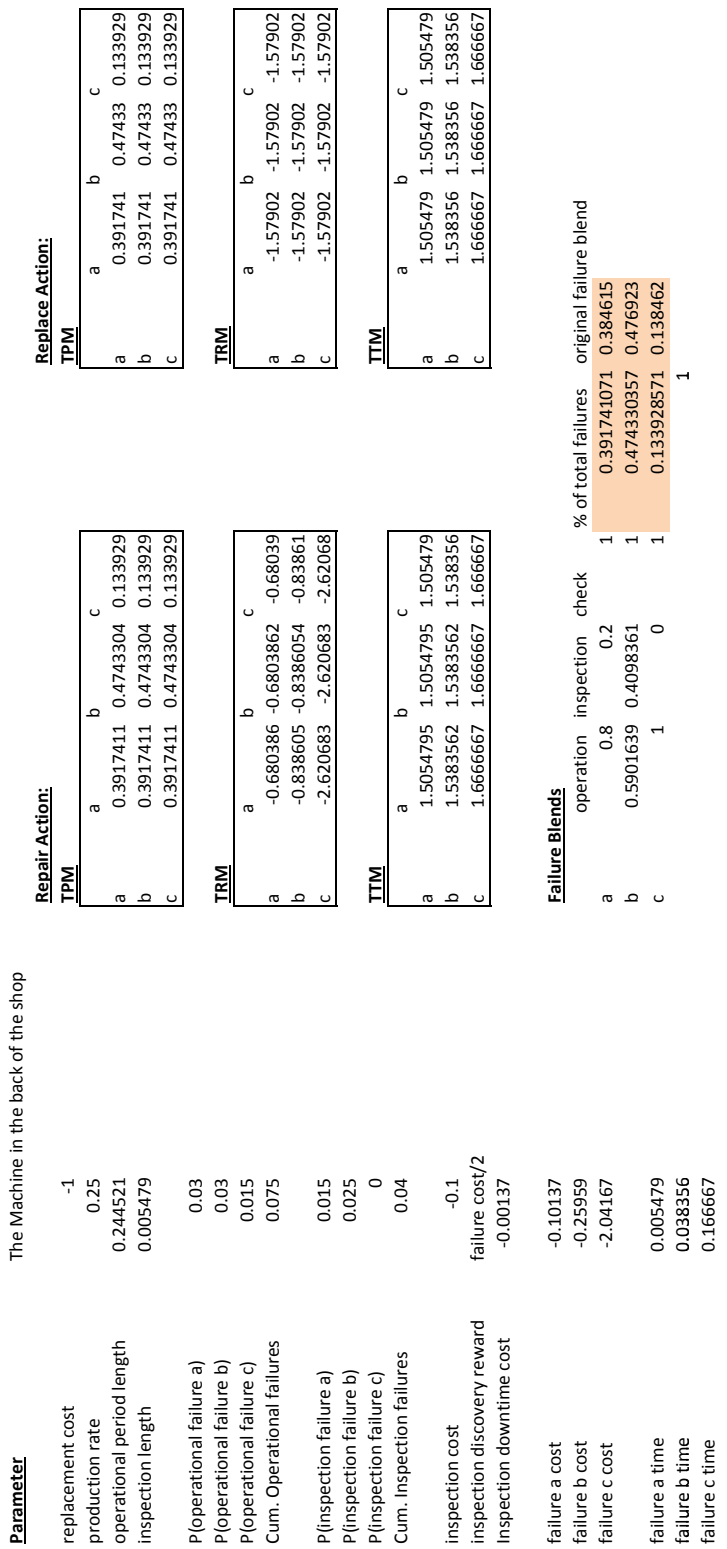 Parameter The Machine in the back of the shop
replacement cost -1
production rate 0.25
operational period length 0.244521
inspection length 0.005479
P(operational failure a) 0.03
P(operational failure b) 0.03
P(operational failure c) 0.015
Cum. Operational failures 0.075
P(inspection failure a) 0.015
P(inspection failure b) 0.025
P(inspection failure c) 0
Cum. Inspection failures 0.04
inspection cost -0.1
inspection discovery reward failure cost/2
Inspection downtime cost -0.00137
failure a cost -0.10137
failure b cost -0.25959
failure c cost -2.04167
failure a time 0.005479
failure b time 0.038356
failure c time 0.166667
Repair Action:
TPM
a b c
a 0.3917411 0.4743304 0.133929
b 0.3917411 0.4743304 0.133929
c 0.3917411 0.4743304 0.133929
TRM
a b c
a -0.680386 -0.6803862 -0.68039
b -0.838605 -0.8386054 -0.83861
c -2.620683 -2.620683 -2.62068
TTM
a b c
a 1.5054795 1.5054795 1.505479
b 1.5383562 1.5383562 1.538356
c 1.6666667 1.6666667 1.666667
Replace Action:
TPM
a b c
a 0.391741 0.47433 0.133929
b 0.391741 0.47433 0.133929
c 0.391741 0.47433 0.133929
TRM
a b c
a -1.57902 -1.57902 -1.57902
b -1.57902 -1.57902 -1.57902
c -1.57902 -1.57902 -1.57902
TTM
a b c
a 1.505479 1.505479 1.505479
b 1.538356 1.538356 1.538356
c 1.666667 1.666667 1.666667
Failure Blends
operation inspection check % of total failures original failure blend
a 0.8 0.2 1 0.391741071 0.384615
b 0.5901639 0.4098361 1 0.474330357 0.476923
c 1 0 1 0.133928571 0.138462
1